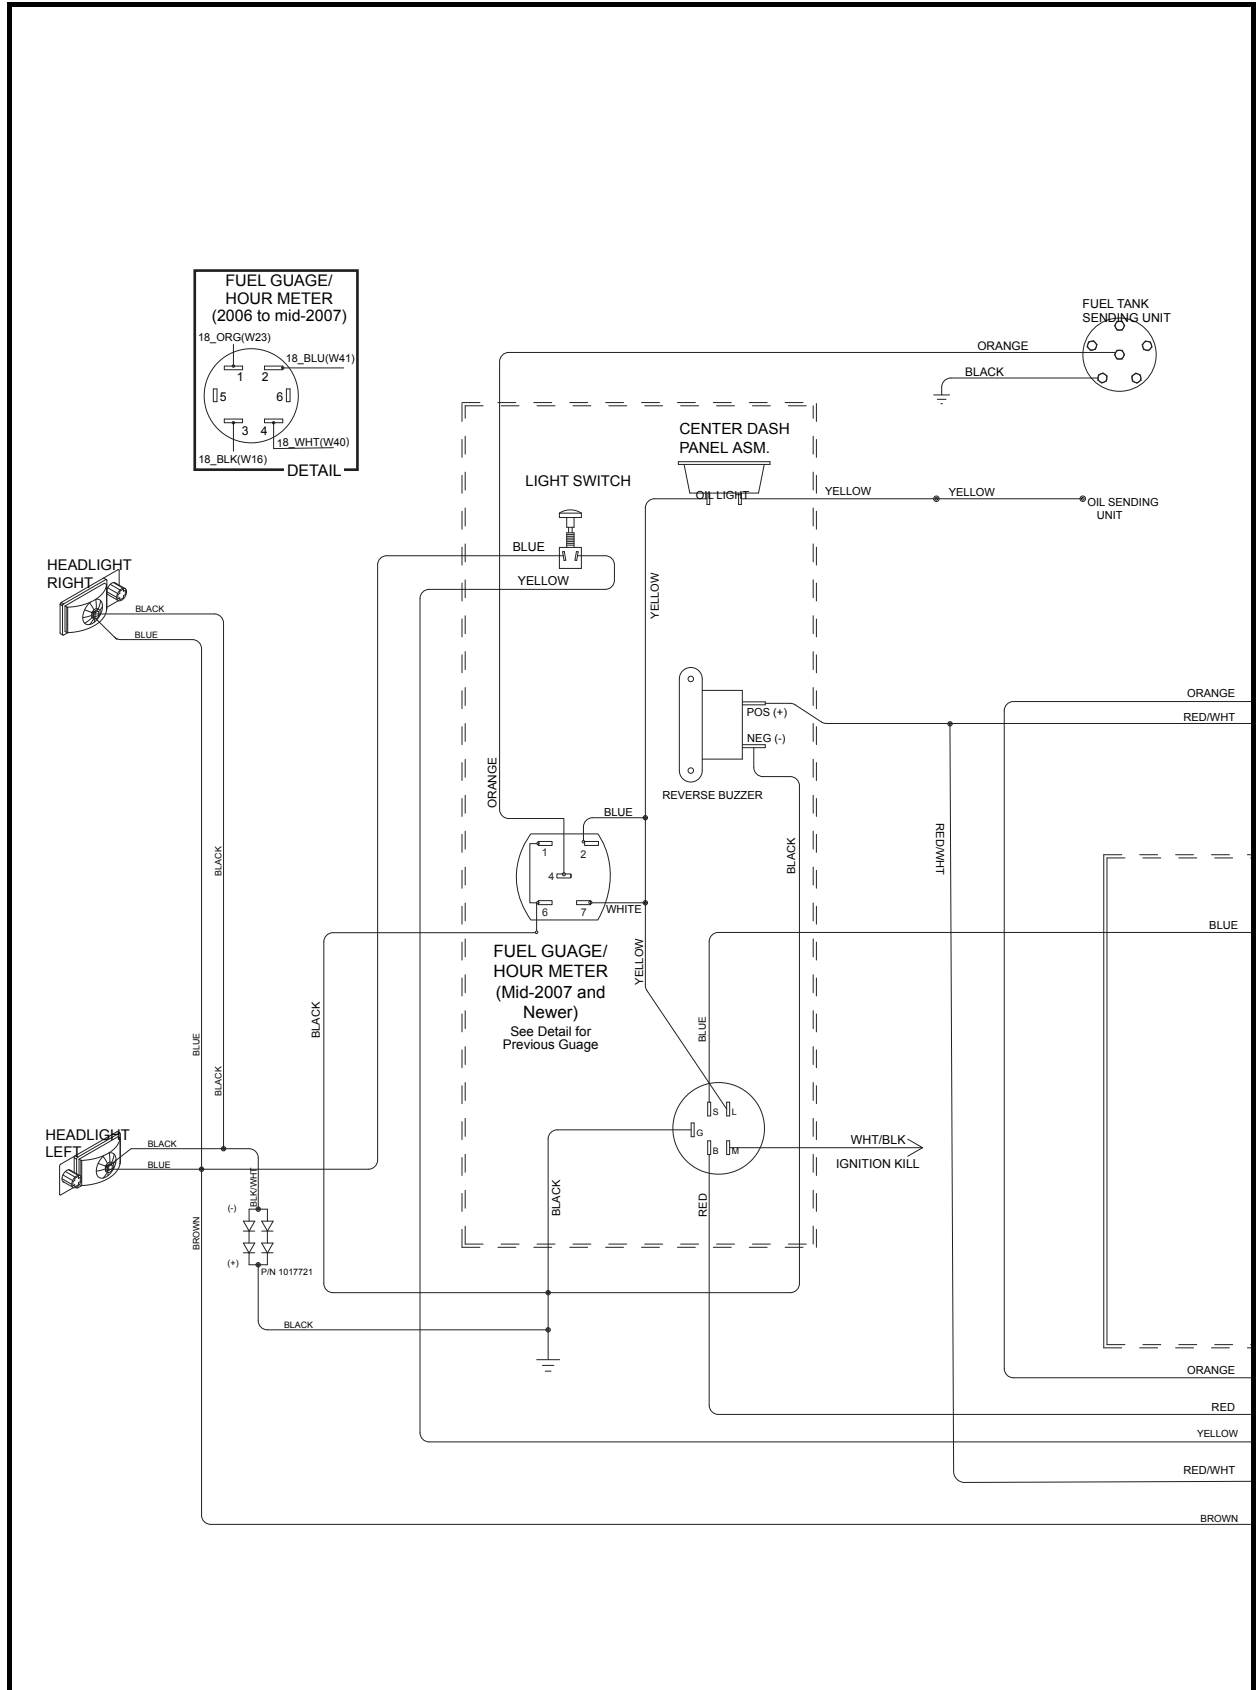 FUEL GUAGE/
HOUR METER
(2006 to mid-2007)
18_ORG(W23)
18_BLU(W41)
1
2
5
6
3
4
18_WHT(W40)
18_BLK(W16)
DETAIL
FUEL TANK
SENDING UNIT
ORANGE
BLACK
CENTER DASH
PANEL ASM.
LIGHT SWITCH
OIL LIGHT
YELLOW
YELLOW
OIL SENDING
UNIT
BLUE
YELLOW
YELLOW
HEADLIGHT
RIGHT
BLACK
BLUE
ORANGE
RED/WHT
POS (+)
NEG (-)
REVERSE BUZZER
ORANGE
BLUE
BLACK
BLACK
RED/WHT
1
2
4
6
7
WHITE
BLUE
FUEL GUAGE/
HOUR METER
(Mid-2007 and
Newer)
See Detail for
Previous Guage
YELLOW
BLACK
BLUE
BLUE
BLACK
S
L
G
B
M
WHT/BLK
IGNITION KILL
HEADLIGHT
LEFT
BLACK
BLUE
BLK/WHT
BROWN
(-)
(+)
P/N 1017721
BLACK
RED
BLACK
ORANGE
RED
YELLOW
RED/WHT
BROWN